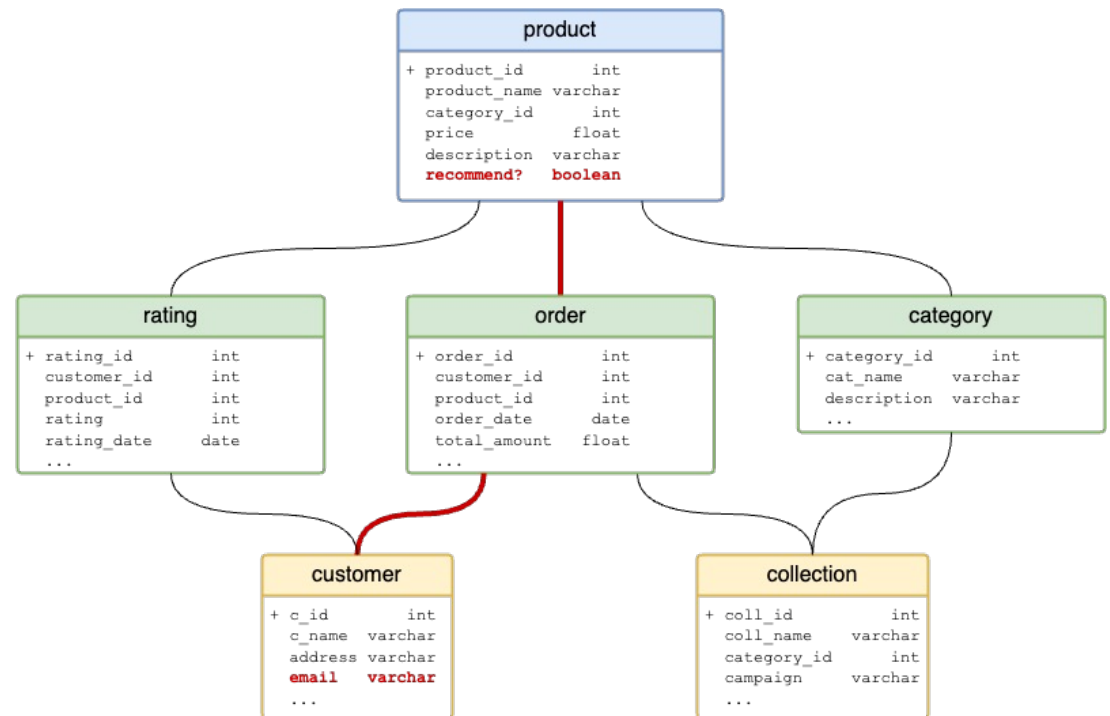 product
+ product_id int
product_name varchar
category_id int
price float
description varchar
recommend? boolean
rating
+ rating_id int
customer_id int
product_id int
rating int
rating_date date
...
order
+ order_id int
customer_id int
product_id int
order_date date
total_amount float
...
category
+ category_id int
cat_name varchar
description varchar
...
customer
+ c_id int
c_name varchar
address varchar
email varchar
...
collection
+ coll_id int
coll_name varchar
category_id int
campaign varchar
...